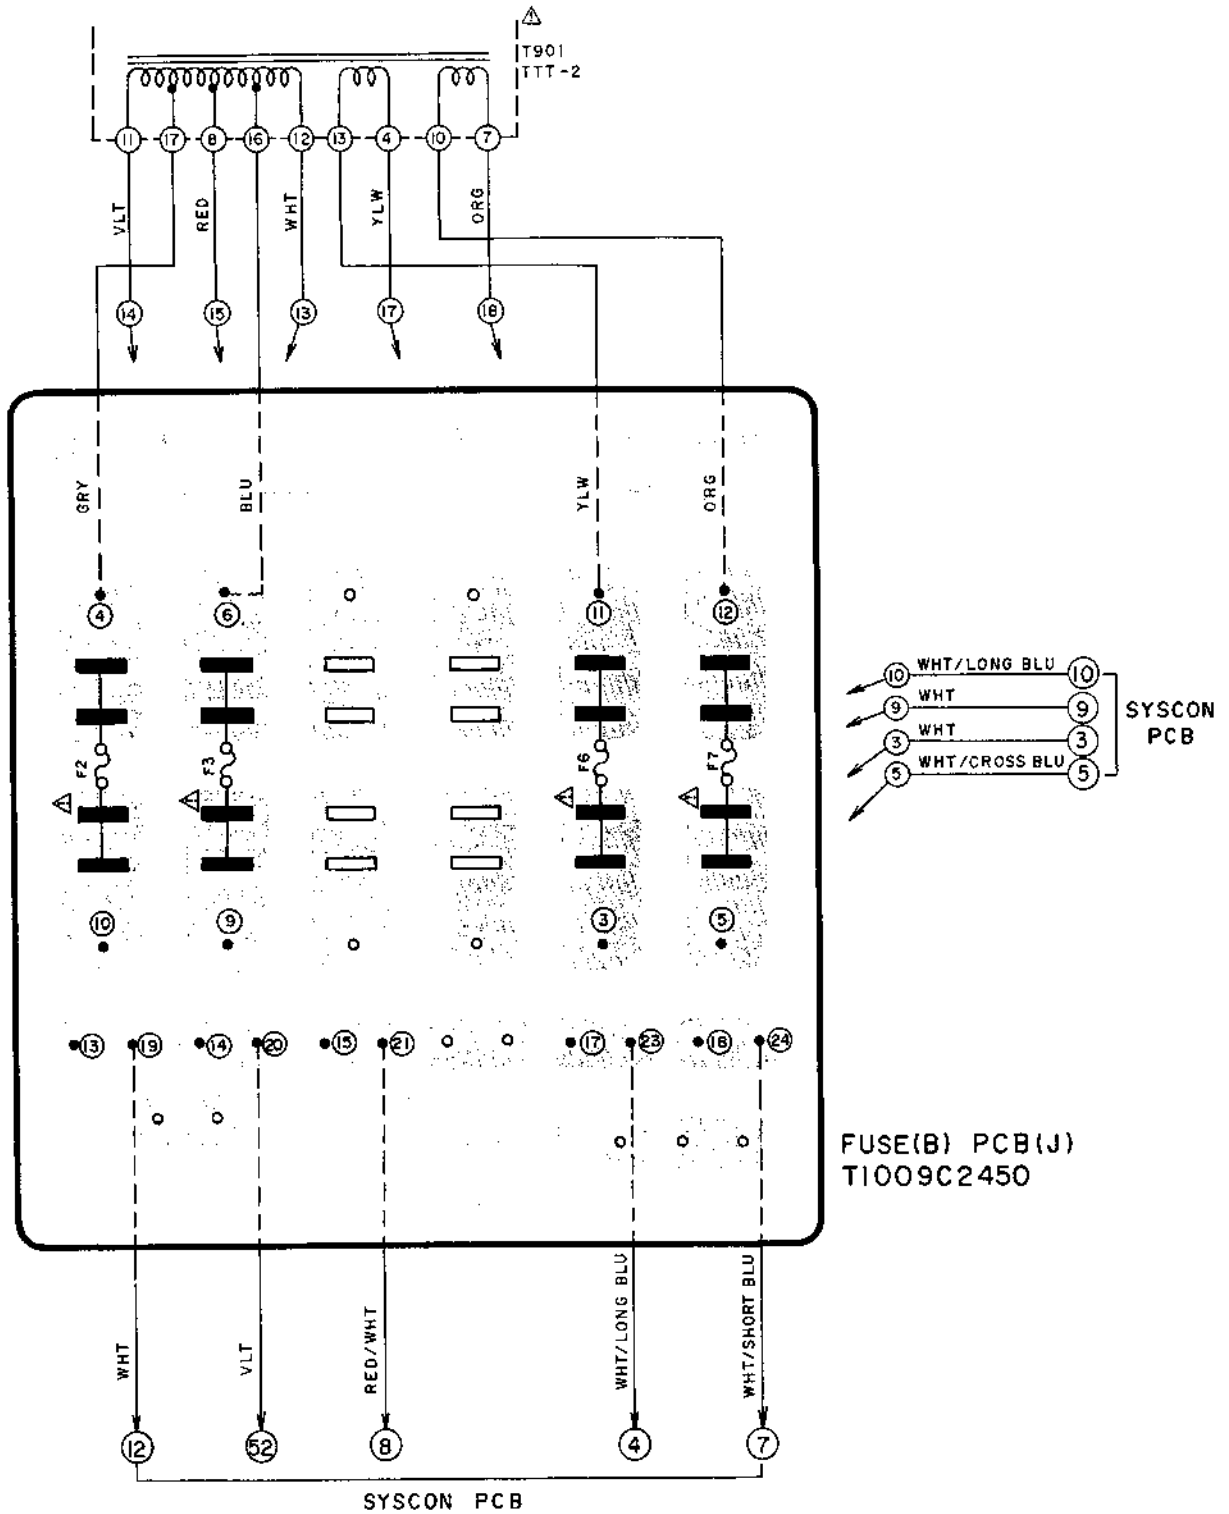 T901
TTT-2
11 17 8 16 12 13 4 10 7
VLT RED WHT YLW ORG
14 15 13 17 18
GRY BLU YLW ORG
4 6 11 12
WHT/LONG BLU
10 10
WHT
9 9
WHT
3 3
WHT/CROSS BLU
5 5
SYSCON
PCB
F2 F3 F6 F7
10 9 3 5
13 19 14 20 15 21 17 23 18 24
FUSE(B) PCB(J)
T1009C2450
WHT VLT RED/WHT WHT/LONG BLU WHT/SHORT BLU
12 52 8 4 7
SYSCON PCB